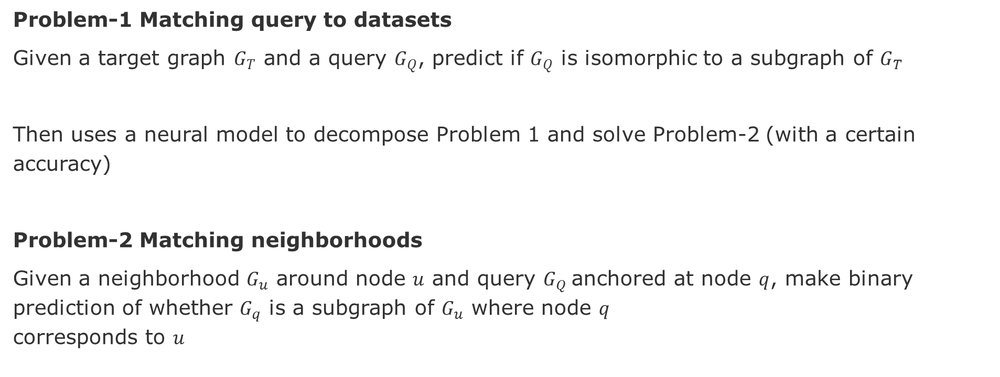 Problem-1 Matching query to datasets
Given a target graph G_T and a query G_Q, predict if G_Q is isomorphic to a subgraph of G_T
Then uses a neural model to decompose Problem 1 and solve Problem-2 (with a certain
accuracy)
Problem-2 Matching neighborhoods
Given a neighborhood G_u around node u and query G_Q anchored at node q, make binary
prediction of whether G_q is a subgraph of G_u where node q
corresponds to u